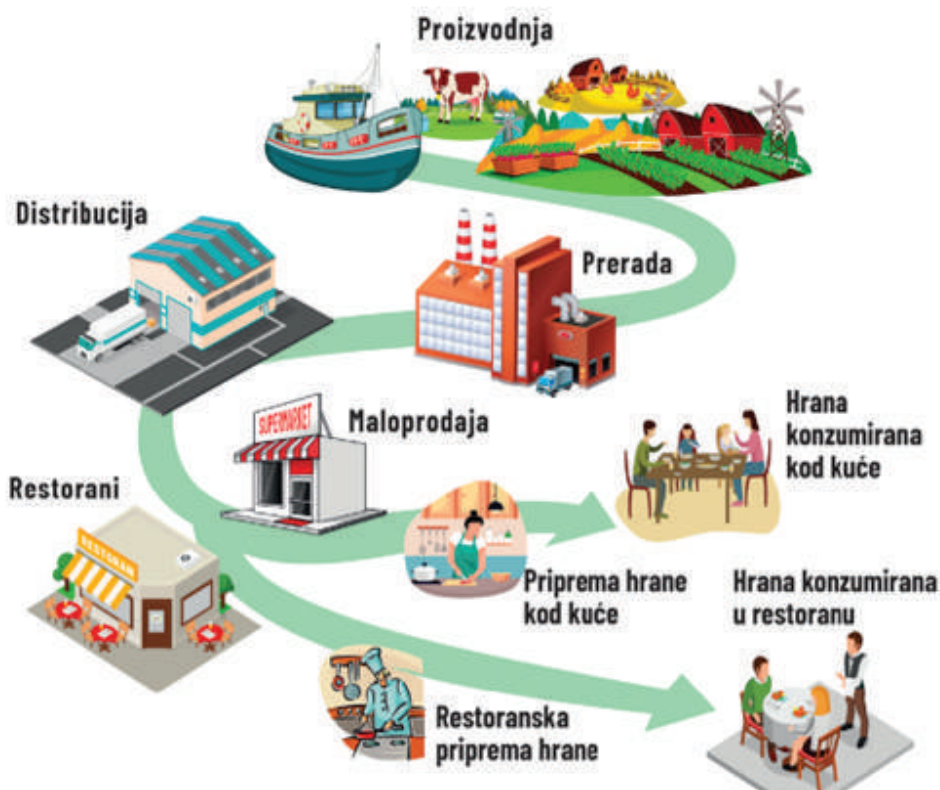 Proizvodnja
Distribucija
Prerada
SUPERMARKET
Maloprodaja
Hrana
konzumirana
kod kuće
Restorani
RESTORAN
Priprema hrane
kod kuće
Hrana konzumirana
u restoranu
Restoranska
priprema hrane